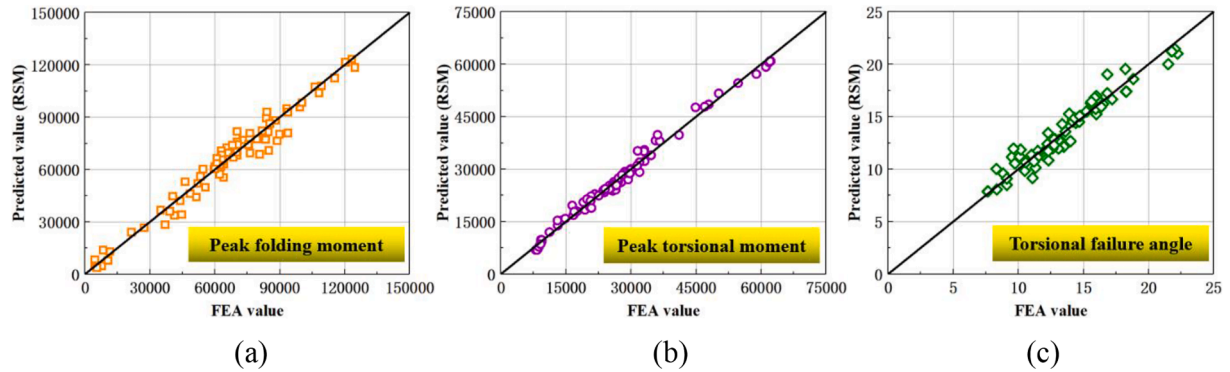 Predicted value (RSM)
150000
120000
90000
60000
30000
0
0 30000 60000 90000 120000 150000
FEA value
Peak folding moment
(a)
Predicted value (RSM)
75000
60000
45000
30000
15000
0
0 15000 30000 45000 60000 75000
FEA value
Peak torsional moment
(b)
Predicted value (RSM)
25
20
15
10
5
0
0 5 10 15 20 25
FEA value
Torsional failure angle
(c)